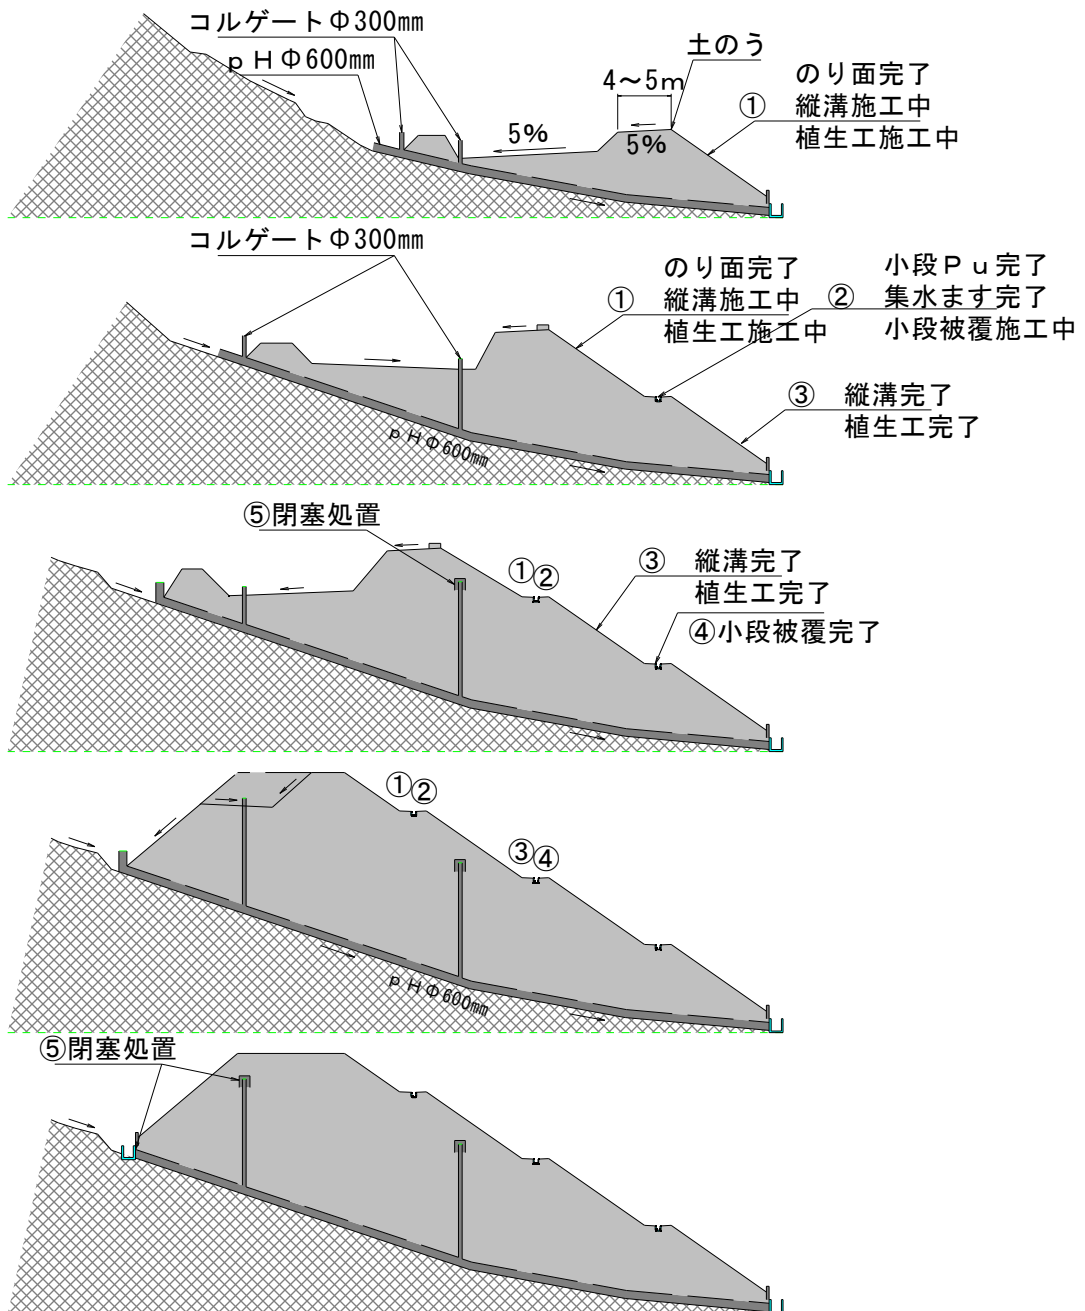 コルゲートΦ300㎜
ｐＨΦ600㎜
土のう
4～5ｍ
5%
5%
①
のり面完了
縦溝施工中
植生工施工中
コルゲートΦ300㎜
①
のり面完了
縦溝施工中
植生工施工中
②
小段Ｐｕ完了
集水ます完了
小段被覆施工中
③
縦溝完了
植生工完了
ｐＨΦ600㎜
⑤閉塞処置
①②
③
縦溝完了
植生工完了
④小段被覆完了
①②
③④
ｐＨΦ600㎜
⑤閉塞処置